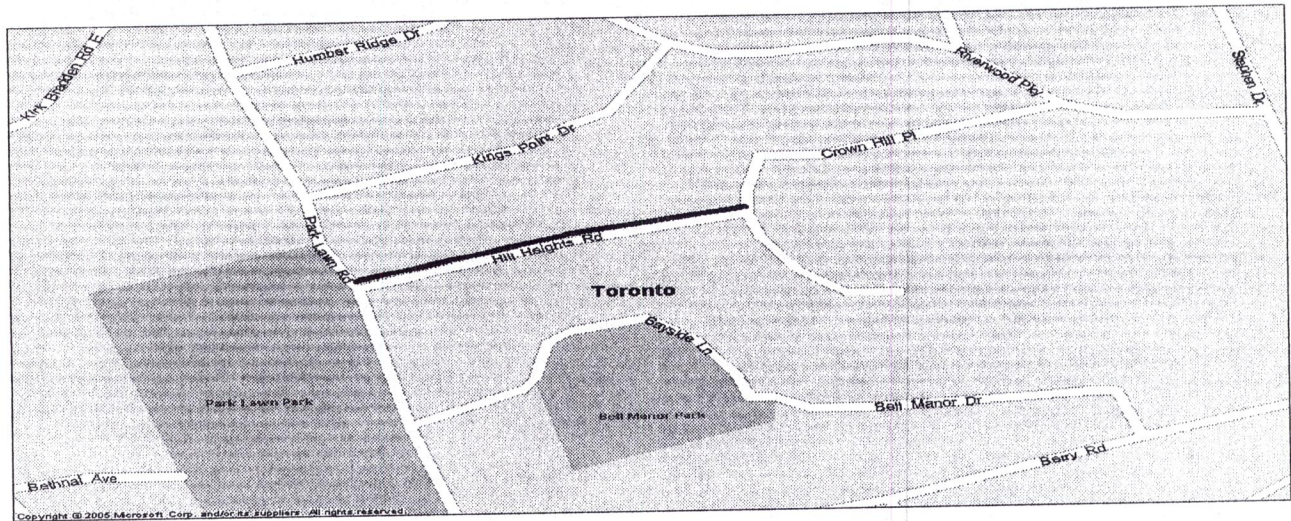 Humber Ridge Dr
Kirk Bradden Rd E
Riverwood Pkwy
Stephen Dr
Kings Point Dr
Crown Hill Pl
Park Lawn Rd
Hill Heights Rd
Toronto
Bayside Ln
Park Lawn Park
Bell Manor Park
Bell Manor Dr
Berry Rd
Bethnal Ave
Copyright © 2005 Microsoft Corp. and/or its suppliers. All rights reserved.